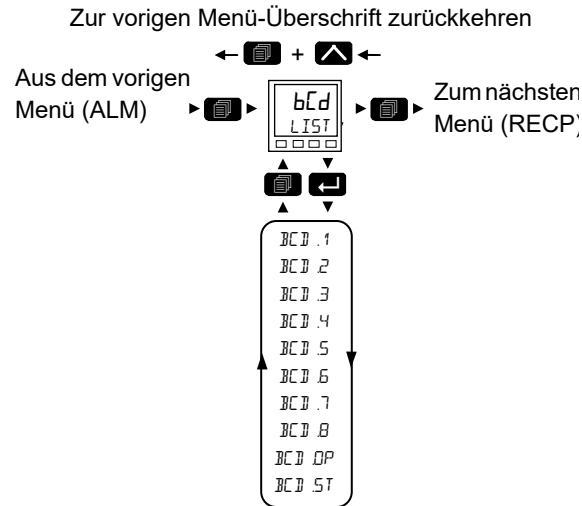 Zur vorigen Menü-Überschrift zurückkehren
+
Aus dem vorigen
Menü (ALM)
bCd
LIST
Zum nächsten
Menü (RECP)
BCD .1
BCD .2
BCD .3
BCD .4
BCD .5
BCD .6
BCD .7
BCD .8
BCD .OP
BCD .ST